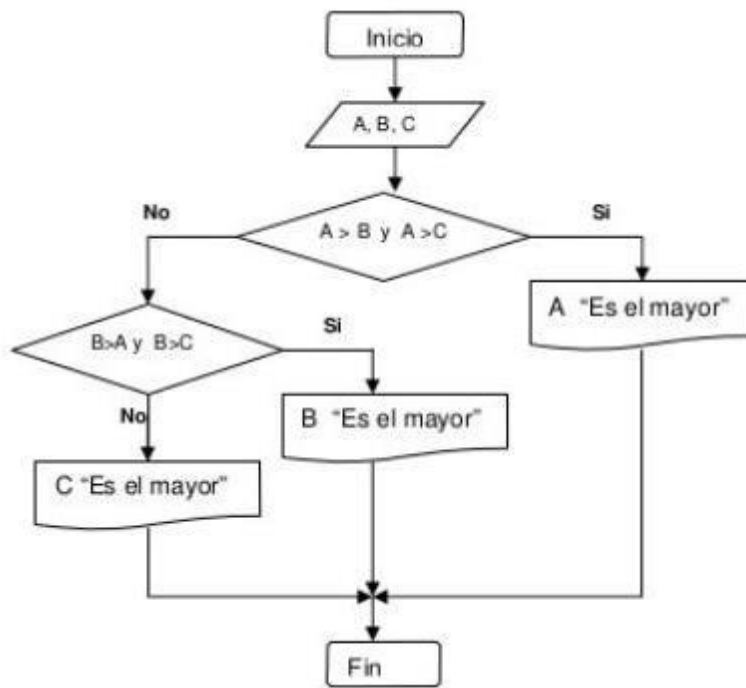 Inicio
A, B, C
No
Si
A > B y A >C
A "Es el mayor"
B>A y B>C
Si
B "Es el mayor"
No
C "Es el mayor"
Fin